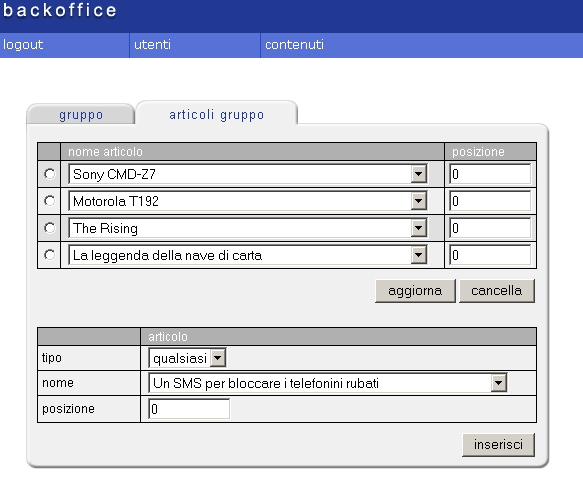 backoffice
logout utenti contenuti
gruppo articoli gruppo
nome articolo posizione
Sony CMD-Z7 0
Motorola T192 0
The Rising 0
La leggenda della nave di carta 0
aggiorna cancella
articolo
tipo qualsiasi
nome Un SMS per bloccare i telefonini rubati
posizione 0
inserisci